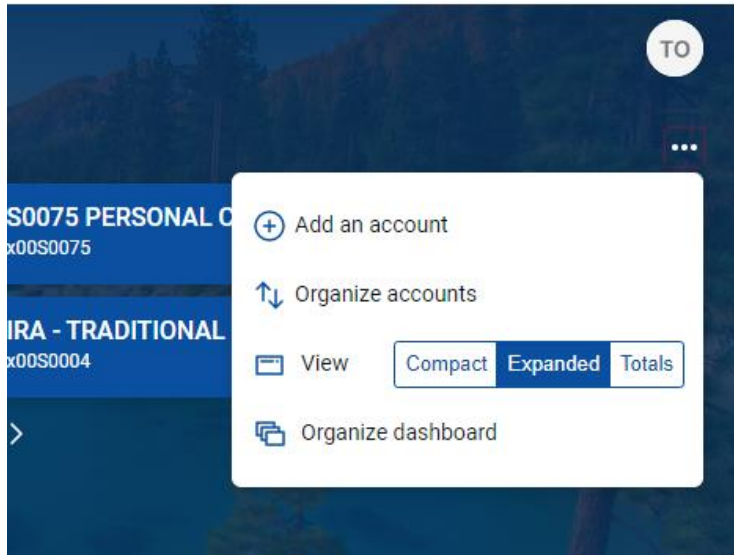 TO
S0075 PERSONAL C
x00S0075
IRA - TRADITIONAL
x00S0004
Add an account
Organize accounts
View Compact Expanded Totals
Organize dashboard